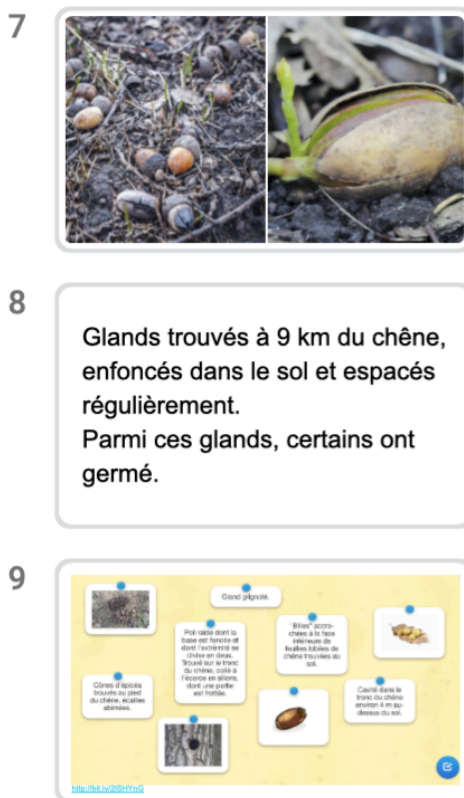 7
8
Glands trouvés à 9 km du chêne,
enfoncés dans le sol et espacés
régulièrement.
Parmi ces glands, certains ont
germé.
9
Gland grignoté.
Poil raide dont la
base est foncée et
dont l'extrémité se
divise en deux.
Trouvé sur le tronc
du chêne, collé à
l'écorce en sillons,
dont une partie
est frottée.
"Billes" accro-
chées à la face
inférieure de
feuilles lobées de
chêne trouvées au
sol.
Cônes d'épicéa
trouvés au pied
du chêne, écailles
abîmées.
Cavité dans le
tronc du chêne
environ 4 m au-
dessus du sol.